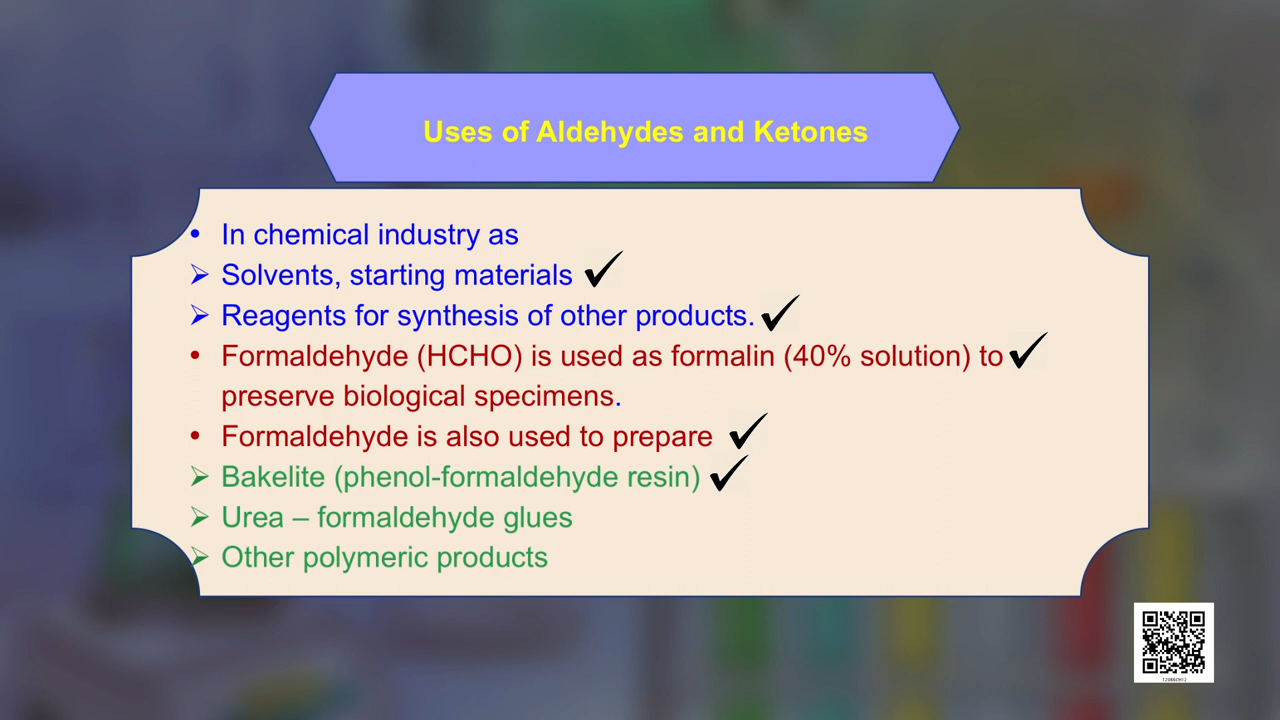 Uses of Aldehydes and Ketones
• In chemical industry as
➢ Solvents, starting materials ✓
➢ Reagents for synthesis of other products. ✓
• Formaldehyde (HCHO) is used as formalin (40% solution) to ✓
preserve biological specimens.
• Formaldehyde is also used to prepare ✓
➢ Bakelite (phenol-formaldehyde resin) ✓
➢ Urea – formaldehyde glues
➢ Other polymeric products